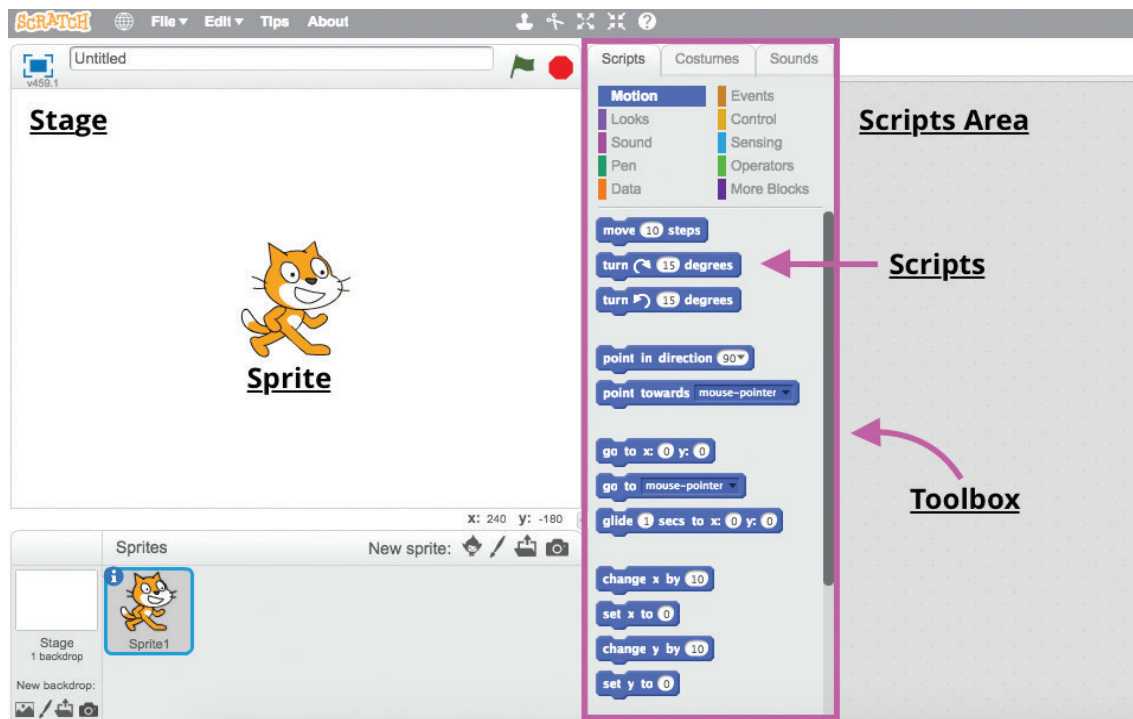 SCRATCH File Edit Tips About
Untitled
v459.1
Stage
Sprite
X: 240 Y: -180
Sprites New sprite:
Stage
1 backdrop
Sprite1
New backdrop:
Scripts Costumes Sounds
Motion Events
Looks Control
Sound Sensing
Pen Operators
Data More Blocks
move 10 steps
turn 15 degrees
turn 15 degrees
point in direction 90
point towards mouse-pointer
go to x: 0 y: 0
go to mouse-pointer
glide 1 secs to x: 0 y: 0
change x by 10
set x to 0
change y by 10
set y to 0
Scripts Area
Scripts
Toolbox